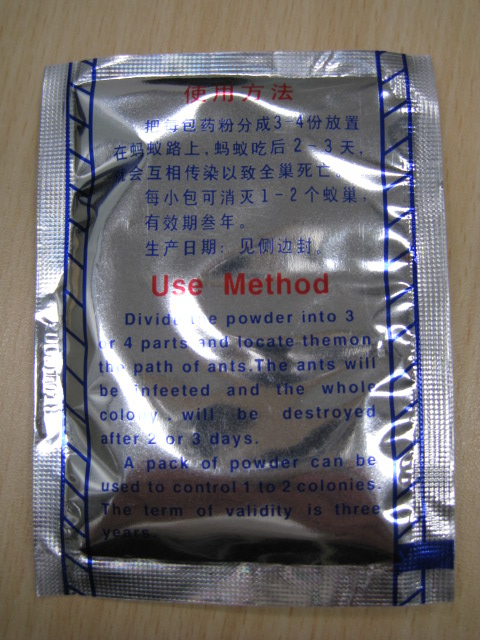 使用方法
把每包药粉分成3-4份放置
在蚂蚁路上,蚂蚁吃后2-3天,
会互相传染以致全巢死亡
每小包可消灭1-2个蚁巢,
有效期叁年。
生产日期: 见侧边封。
Use Method
Divide the powder into 3
or 4 parts and locate themon
the path of ants.The ants will
be infeeted and the whole
colony. will be destroyed
after 2 or 3 days.
A pack of powder can be
used to control 1 to 2 colonies.
The term of validity is three
years.